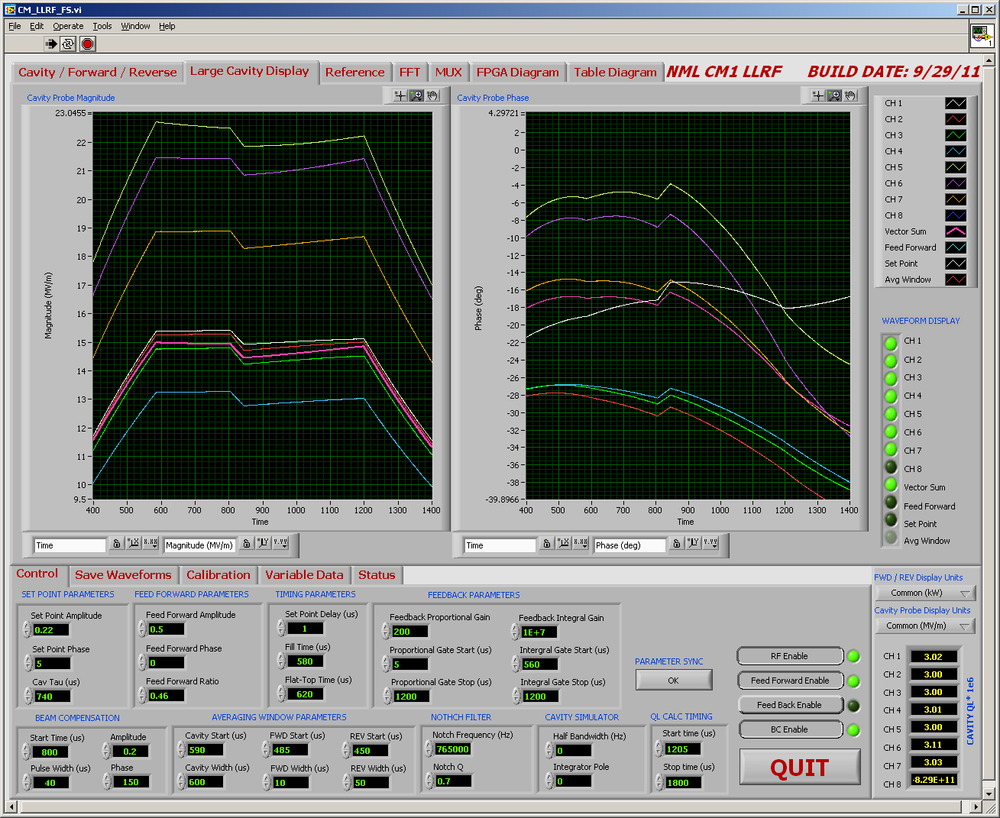 CM_LLRF_FS.vi
File Edit Operate Tools Window Help
1
Cavity / Forward / Reverse Large Cavity Display Reference FFT MUX FPGA Diagram Table Diagram NML CM1 LLRF BUILD DATE: 9/29/11
Cavity Probe Magnitude
23.0455
22
21
20
19
18
17
16
15
14
13
12
11
10
9.5
Magnitude (MV/m)
400 500 600 700 800 900 1000 1100 1200 1300 1400
Time
Time X.XX Magnitude (MV/m) Y.YY
Cavity Probe Phase
4.29721
2
0
-2
-4
-6
-8
-10
-12
-14
-16
-18
-20
-22
-24
-26
-28
-30
-32
-34
-36
-38
-39.8966
Phase (deg)
400 500 600 700 800 900 1000 1100 1200 1300 1400
Time
Time X.XX Phase (deg) Y.YY
CH 1
CH 2
CH 3
CH 4
CH 5
CH 6
CH 7
CH 8
Vector Sum
Feed Forward
Set Point
Avg Window
WAVEFORM DISPLAY
CH 1
CH 2
CH 3
CH 4
CH 5
CH 6
CH 7
CH 8
Vector Sum
Feed Forward
Set Point
Avg Window
Control Save Waveforms Calibration Variable Data Status
SET POINT PARAMETERS
Set Point Amplitude
0.22
Set Point Phase
5
Cav Tau (us)
740
FEED FORWARD PARAMETERS
Feed Forward Amplitude
0.5
Feed Forward Phase
0
Feed Forward Ratio
0.46
TIMING PARAMETERS
Set Point Delay (us)
1
Fill Time (us)
580
Flat-Top Time (us)
620
FEEDBACK PARAMETERS
Feedback Proportional Gain
200
Proportional Gate Start (us)
5
Proportional Gate Stop (us)
1200
Feedback Integral Gain
1E+7
Intergral Gate Start (us)
560
Integral Gate Stop (us)
1200
PARAMETER SYNC
OK
RF Enable
Feed Forward Enable
Feed Back Enable
BC Enable
QUIT
BEAM COMPENSATION
Start Time (us)
800
Pulse Width (us)
40
Amplitude
0.2
Phase
150
AVERAGING WINDOW PARAMETERS
Cavity Start (us)
590
Cavity Width (us)
600
FWD Start (us)
485
FWD Width (us)
10
REV Start (us)
450
REV Width (us)
50
NOTHCH FILTER
Notch Frequency (Hz)
765000
Notch Q
0.7
CAVITY SIMULATOR
Half Bandwidth (Hz)
0
Integrator Pole
0
QL CALC TIMING
Start time (us)
1205
Stop time (us)
1800
FWD / REV Display Units
Common (kW)
Cavity Probe Display Units
Common (MV/m)
CH 1 3.02
CH 2 3.00
CH 3 3.00
CH 4 3.01
CH 5 3.00
CH 6 3.11
CH 7 3.03
CH 8 -8.29E+11
CAVITY QL* 1e6